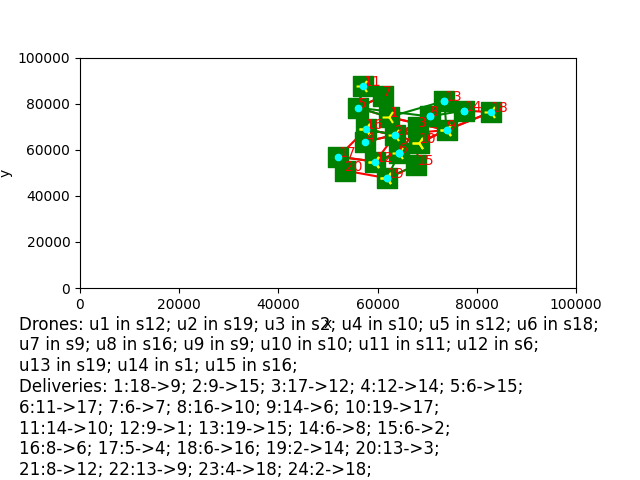 100000
80000
60000
40000
20000
0
y
0 20000 40000 60000 80000 100000
x
Drones: u1 in s12; u2 in s19; u3 in s2; u4 in s10; u5 in s12; u6 in s18;
u7 in s9; u8 in s16; u9 in s9; u10 in s10; u11 in s11; u12 in s6;
u13 in s19; u14 in s1; u15 in s16;
Deliveries: 1:18->9; 2:9->15; 3:17->12; 4:12->14; 5:6->15;
6:11->17; 7:6->7; 8:16->10; 9:14->6; 10:19->17;
11:14->10; 12:9->1; 13:19->15; 14:6->8; 15:6->2;
16:8->6; 17:5->4; 18:6->16; 19:2->14; 20:13->3;
21:8->12; 22:13->9; 23:4->18; 24:2->18;